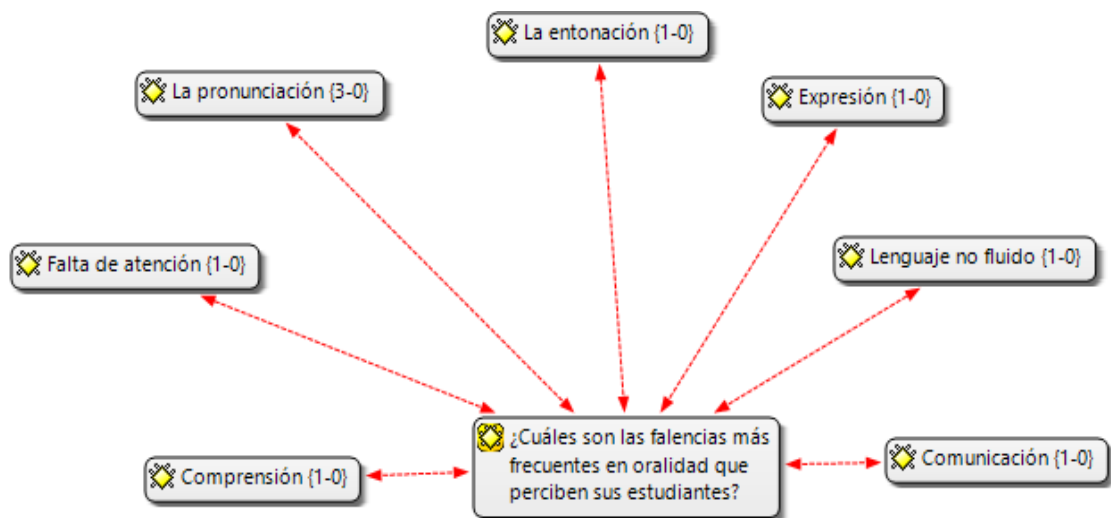 La entonación {1-0}
La pronunciación {3-0}
Expresión {1-0}
Falta de atención {1-0}
Lenguaje no fluido {1-0}
¿Cuáles son las falencias más
frecuentes en oralidad que
perciben sus estudiantes?
Comprensión {1-0}
Comunicación {1-0}